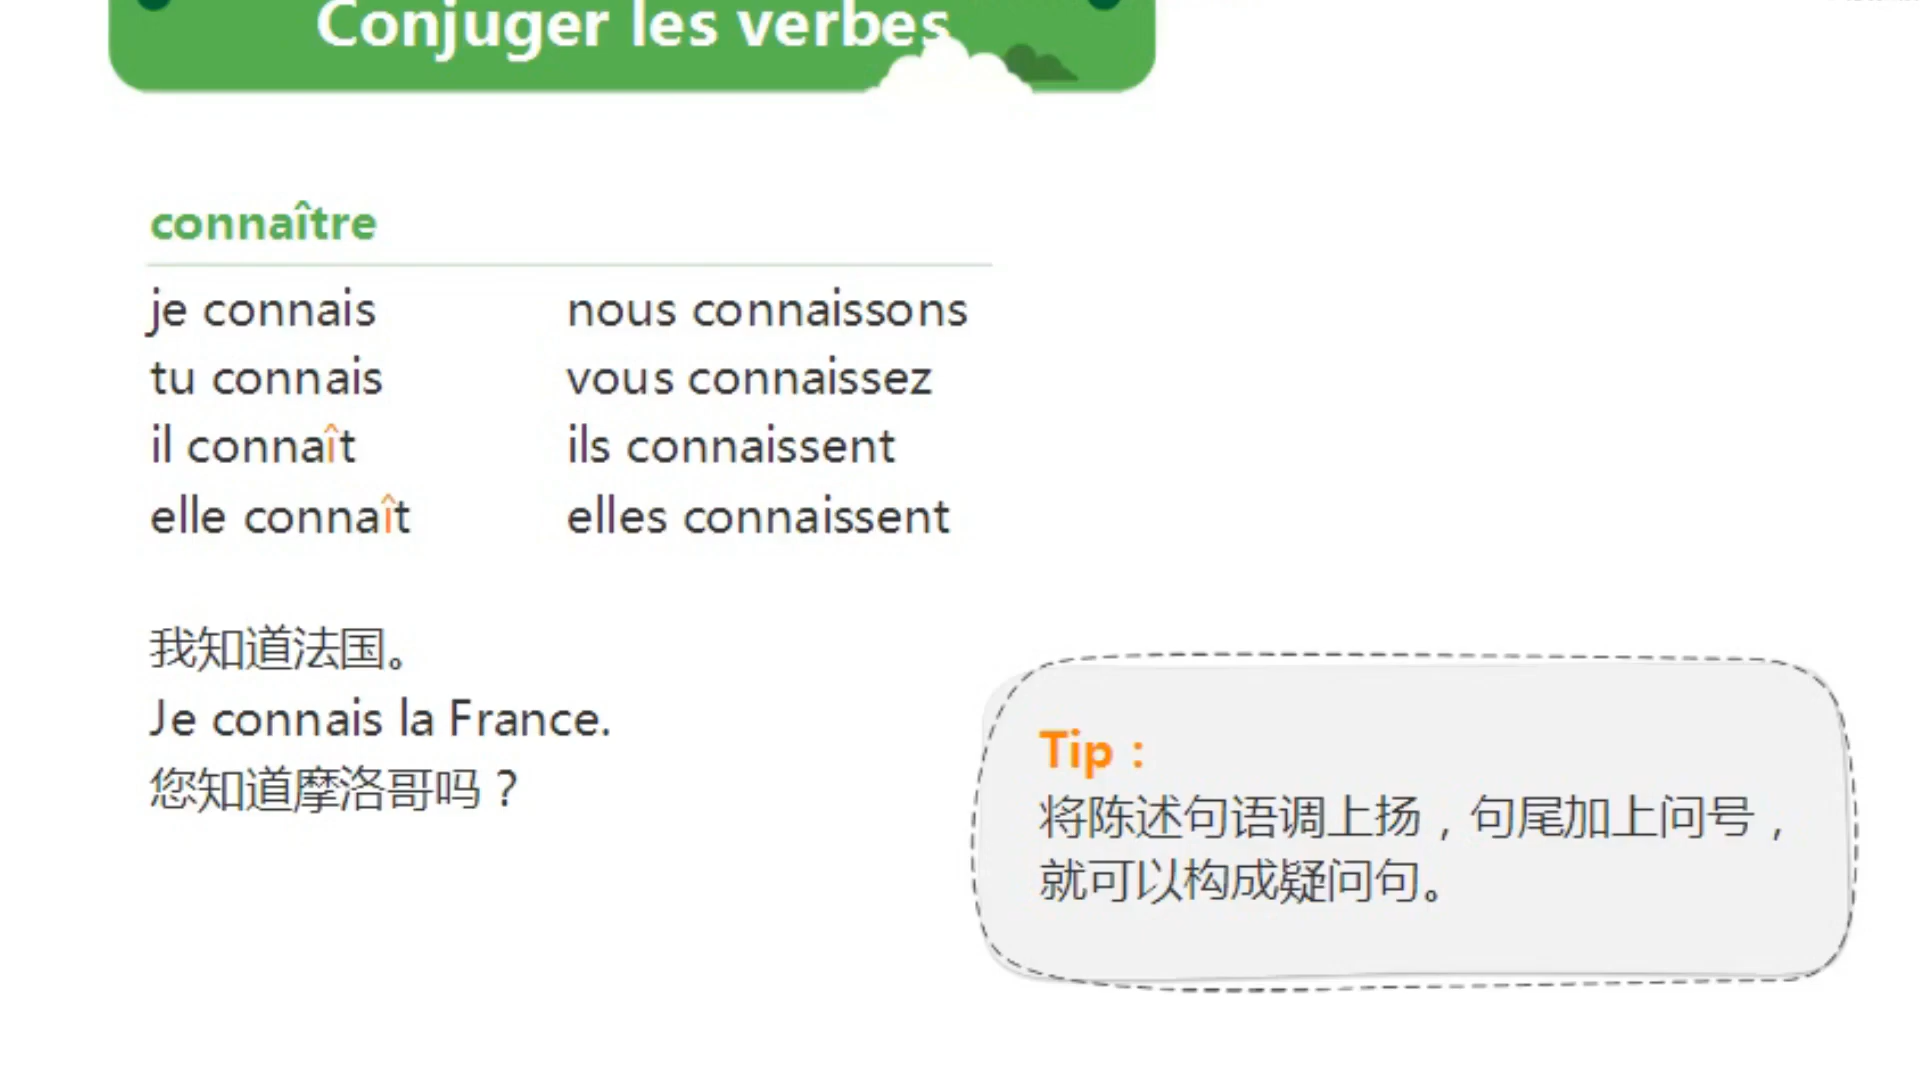 Conjuger les verbes
connaître
je connais nous connaissons
tu connais vous connaissez
il connaît ils connaissent
elle connaît elles connaissent
我知道法国。
Je connais la France.
您知道摩洛哥吗？
Tip：
将陈述句语调上扬，句尾加上问号，
就可以构成疑问句。